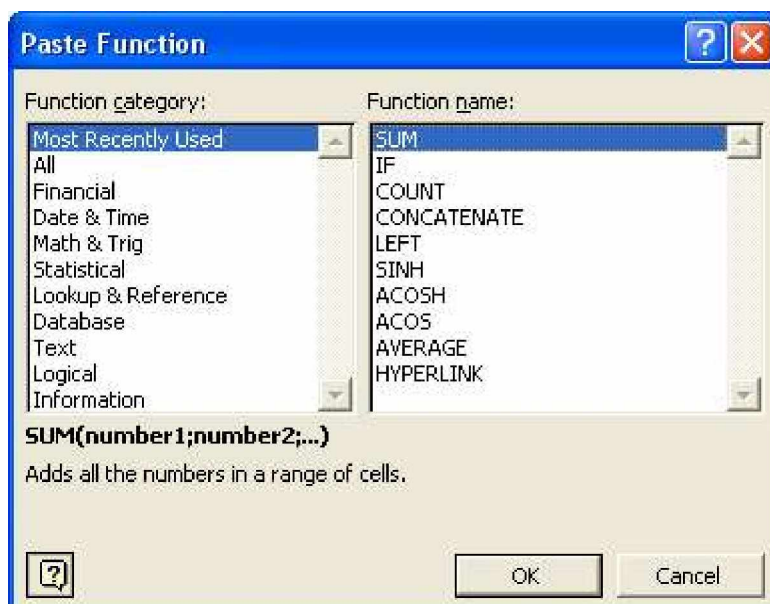 Paste Function
Function category:
Most Recently Used
All
Financial
Date & Time
Math & Trig
Statistical
Lookup & Reference
Database
Text
Logical
Information
Function name:
SUM
IF
COUNT
CONCATENATE
LEFT
SINH
ACOSH
ACOS
AVERAGE
HYPERLINK
SUM(number1;number2;...)
Adds all the numbers in a range of cells.
OK
Cancel